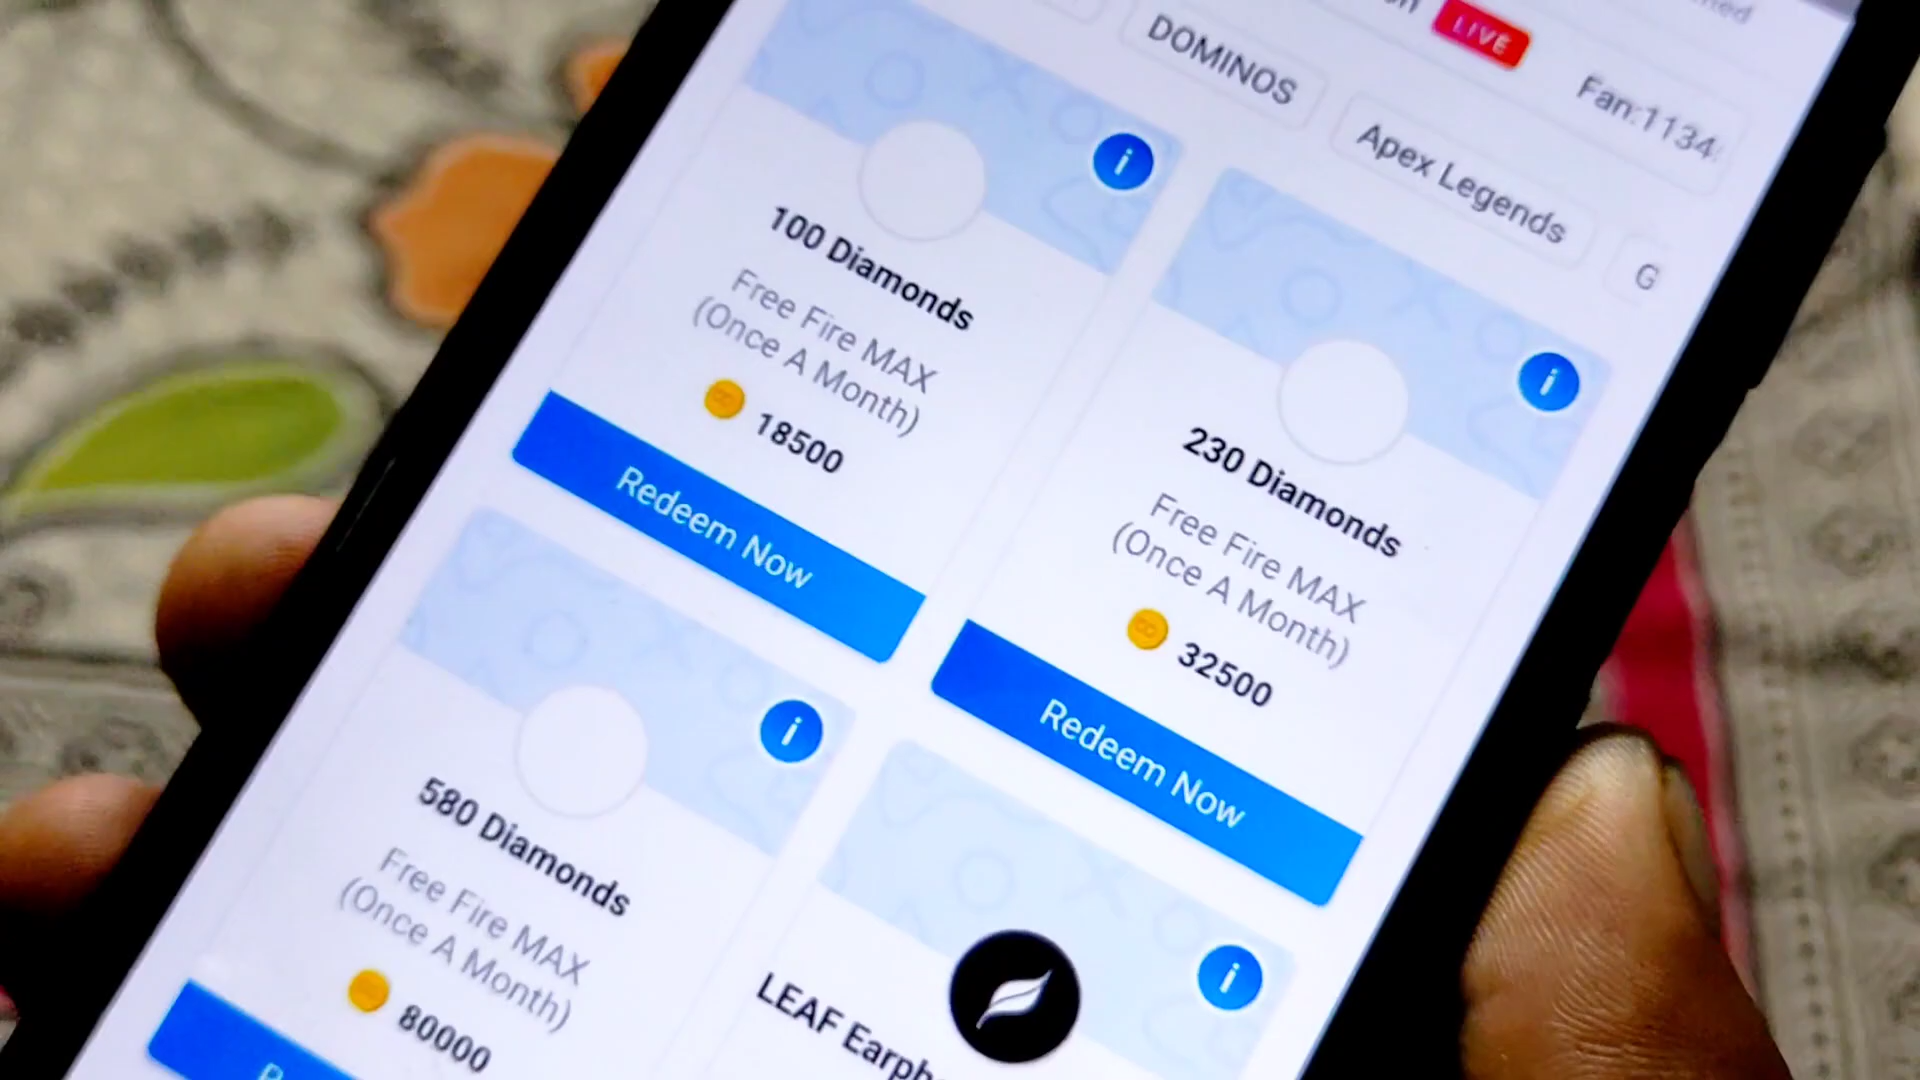 LIVE
Fan:1134
DOMINOS
Apex Legends
G
100 Diamonds
Free Fire MAX
(Once A Month)
18500
Redeem Now
230 Diamonds
Free Fire MAX
(Once A Month)
32500
Redeem Now
580 Diamonds
Free Fire MAX
(Once A Month)
80000
LEAF